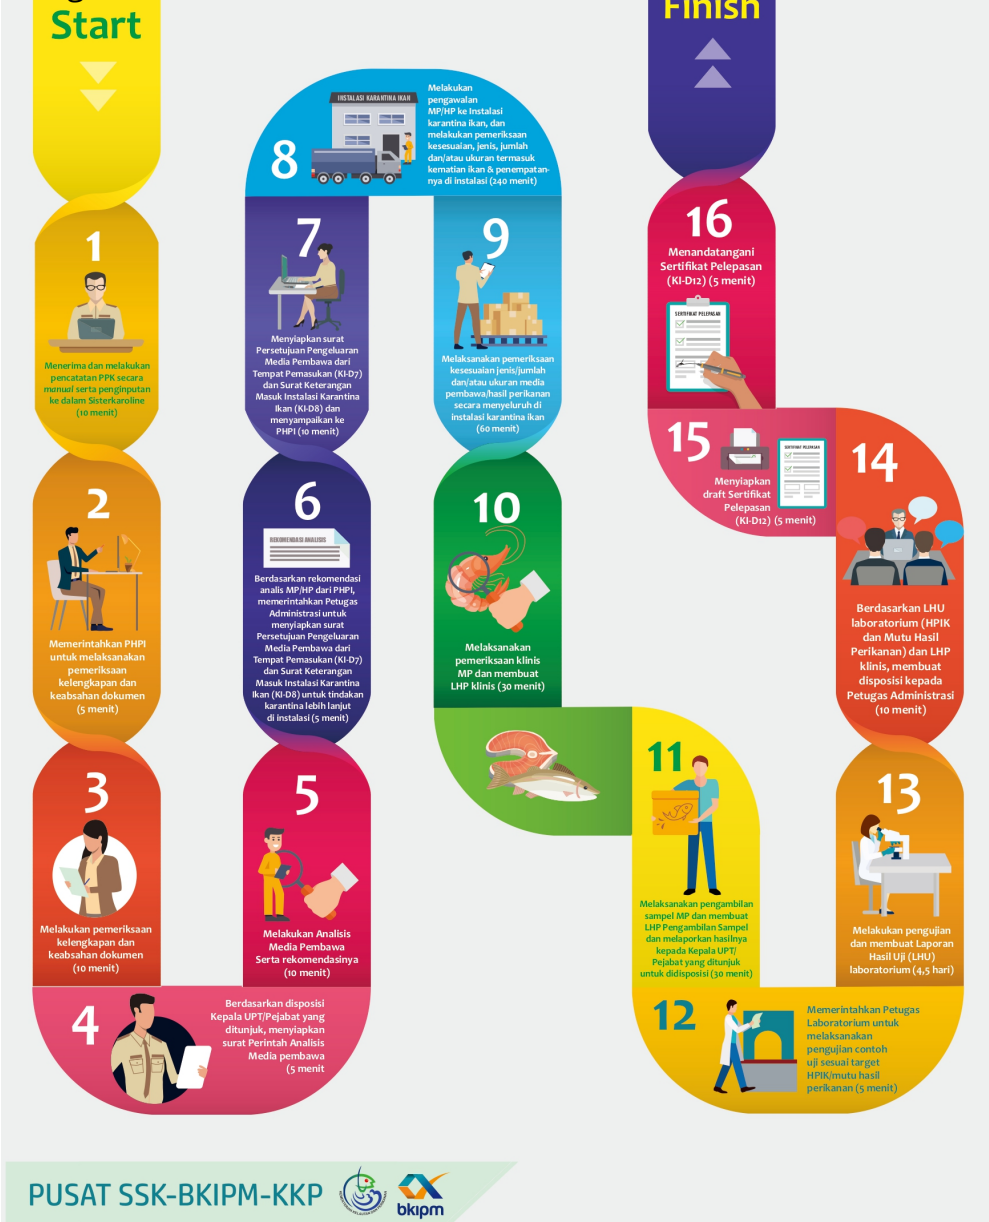 Start
1
Menerima dan melakukan
pencatatan PPK secara
manual serta penginputan
ke dalam Sisterkaroline
(10 menit)
2
Memerintahkan PHPI
untuk melaksanakan
pemeriksaan
kelengkapan dan
keabsahan dokumen
(5 menit)
3
Melakukan pemeriksaan
kelengkapan dan
keabsahan dokumen
(10 menit)
4
Berdasarkan disposisi
Kepala UPT/Pejabat yang
ditunjuk, menyiapkan
surat Perintah Analisis
Media pembawa
(5 menit
5
Melakukan Analisis
Media Pembawa
Serta rekomendasinya
(10 menit)
6
REKOMENDASI ANALISIS
Berdasarkan rekomendasi
analis MP/HP dari PHPI,
memerintahkan Petugas
Administrasi untuk
menyiapkan surat
Persetujuan Pengeluaran
Media Pembawa dari
Tempat Pemasukan (KI-D7)
dan Surat Keterangan
Masuk Instalasi Karantina
Ikan (KI-D8) untuk tindakan
karantina lebih lanjut
di instalasi (5 menit)
7
Menyiapkan surat
Persetujuan Pengeluaran
Media Pembawa dari
Tempat Pemasukan (KI-D7)
dan Surat Keterangan
Masuk Instalasi Karantina
Ikan (KI-D8) dan
menyampaikan ke
PHPI (10 menit)
8
INSTALASI KARANTINA IKAN
Melakukan
pengawalan
MP/HP ke Instalasi
karantina ikan, dan
melakukan pemeriksaan
kesesuaian, jenis, jumlah
dan/atau ukuran termasuk
kematian ikan & penempatan-
nya di instalasi (240 menit)
9
Melaksanakan pemeriksaan
kesesuaian jenis/jumlah
dan/atau ukuran media
pembawa/hasil perikanan
secara menyeluruh di
instalasi karantina ikan
(60 menit)
10
Melaksanakan
pemeriksaan klinis
MP dan membuat
LHP klinis (30 menit)
11
Melaksanakan pengambilan
sampel MP dan membuat
LHP Pengambilan Sampel
dan melaporkan hasilnya
kepada Kepala UPT/
Pejabat yang ditunjuk
untuk didisposisi (30 menit)
12
Memerintahkan Petugas
Laboratorium untuk
melaksanakan
pengujian contoh
uji sesuai target
HPIK/mutu hasil
perikanan (5 menit)
13
Melakukan pengujian
dan membuat Laporan
Hasil Uji (LHU)
laboratorium (4,5 hari)
14
Berdasarkan LHU
laboratorium (HPIK
dan Mutu Hasil
Perikanan) dan LHP
klinis, membuat
disposisi kepada
Petugas Administrasi
(10 menit)
15
SERTIFIKAT PELEPASAN
Menyiapkan
draft Sertifikat
Pelepasan
(KI-D12) (5 menit)
16
Menandatangani
Sertifikat Pelepasan
(KI-D12) (5 menit)
SERTIFIKAT PELEPASAN
Finish
PUSAT SSK-BKIPM-KKP
bkipm